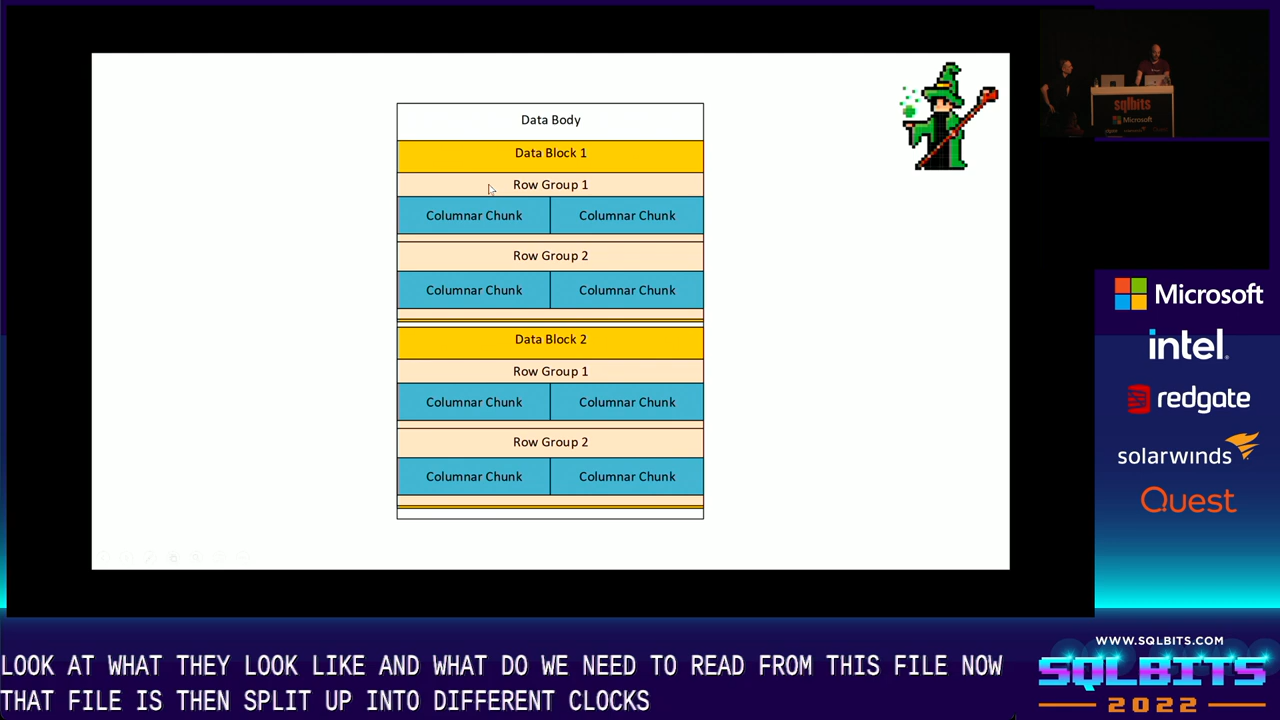 Data Body
Data Block 1
Row Group 1
Columnar Chunk Columnar Chunk
Row Group 2
Columnar Chunk Columnar Chunk
Data Block 2
Row Group 1
Columnar Chunk Columnar Chunk
Row Group 2
Columnar Chunk Columnar Chunk
sqlbits
Microsoft
Microsoft
intel.
redgate
solarwinds
Quest
WWW.SQLBITS.COM
SQLBITS
2022
LOOK AT WHAT THEY LOOK LIKE AND WHAT DO WE NEED TO READ FROM THIS FILE NOW
THAT FILE IS THEN SPLIT UP INTO DIFFERENT CLOCKS